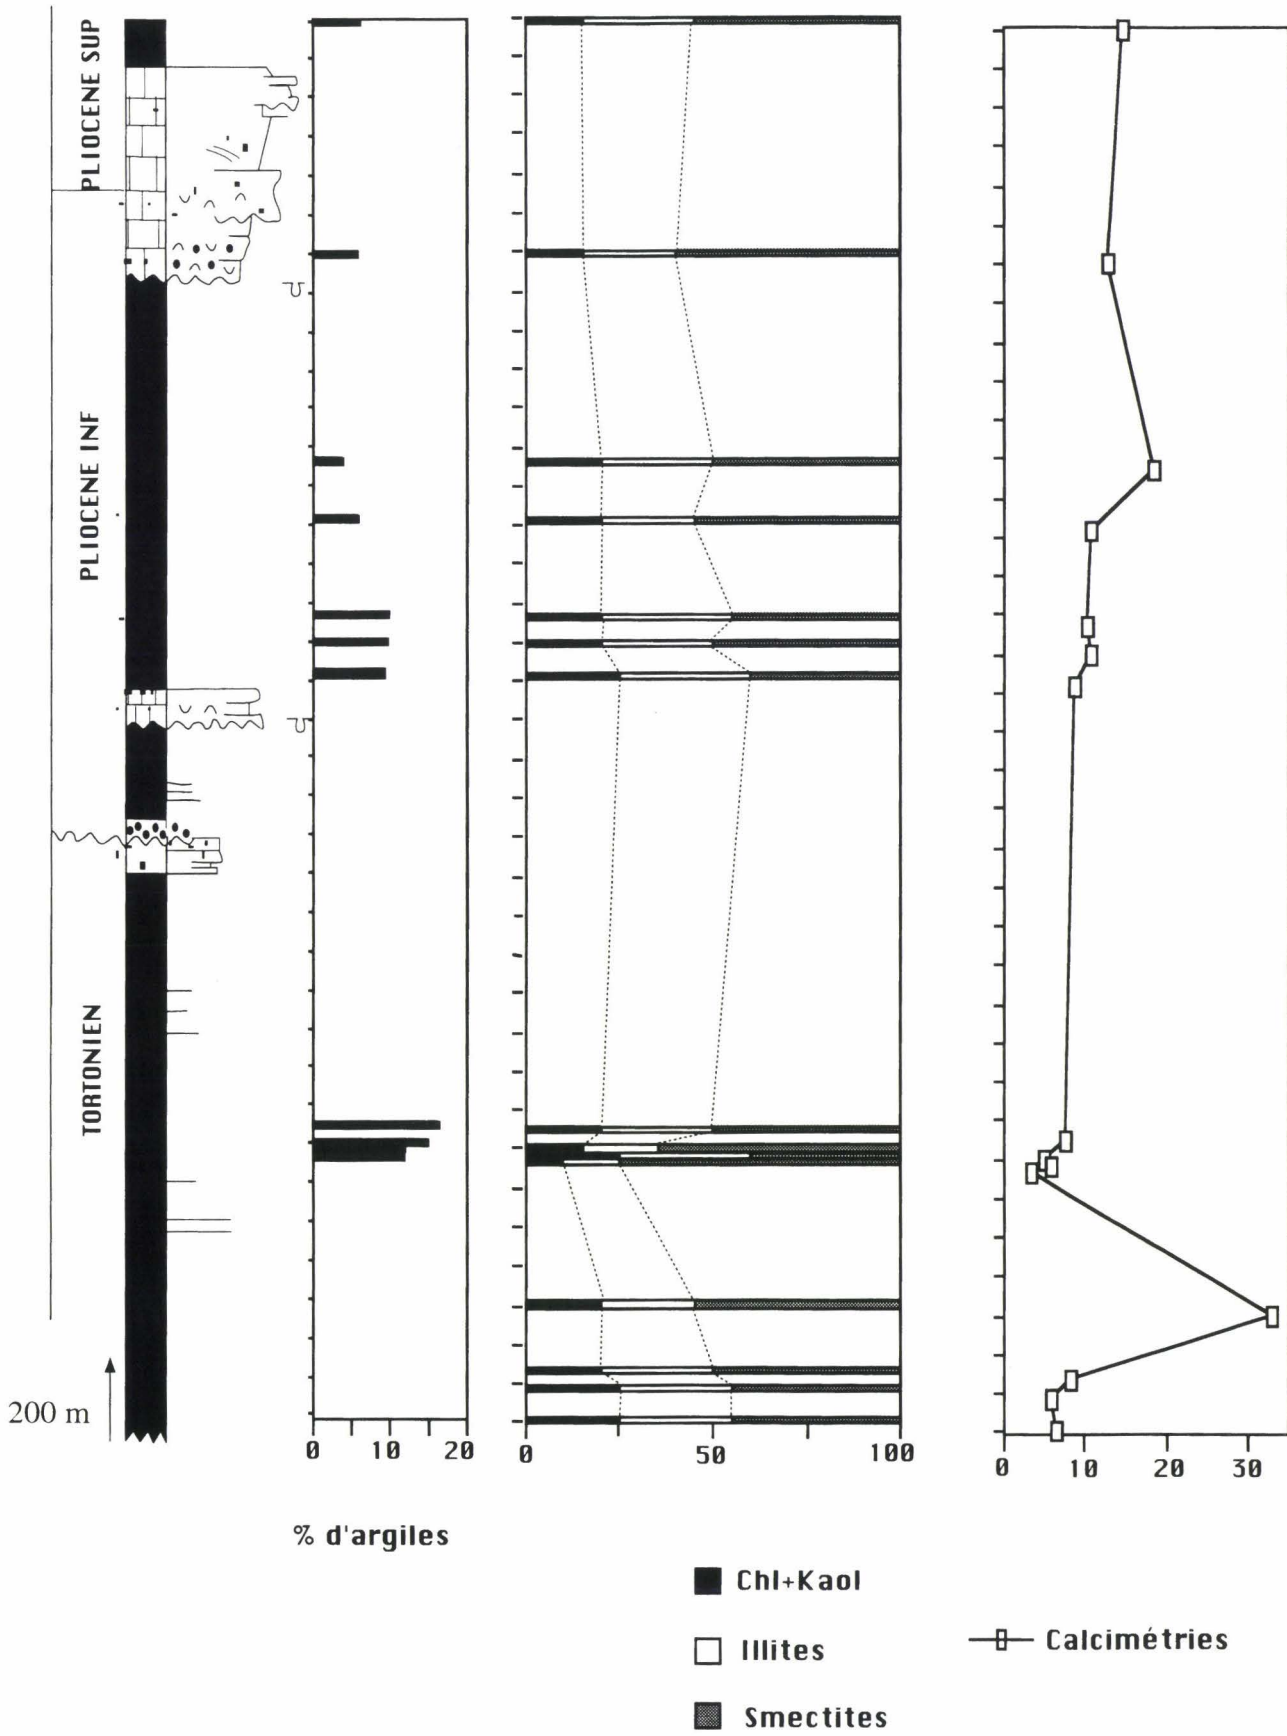 PLIOCENE SUP
PLIOCENE INF
TORTONIEN
200 m
0 10 20
0 50 100
0 10 20 30
% d'argiles
Chl+Kaol
Illites
Smectites
Calcimétries